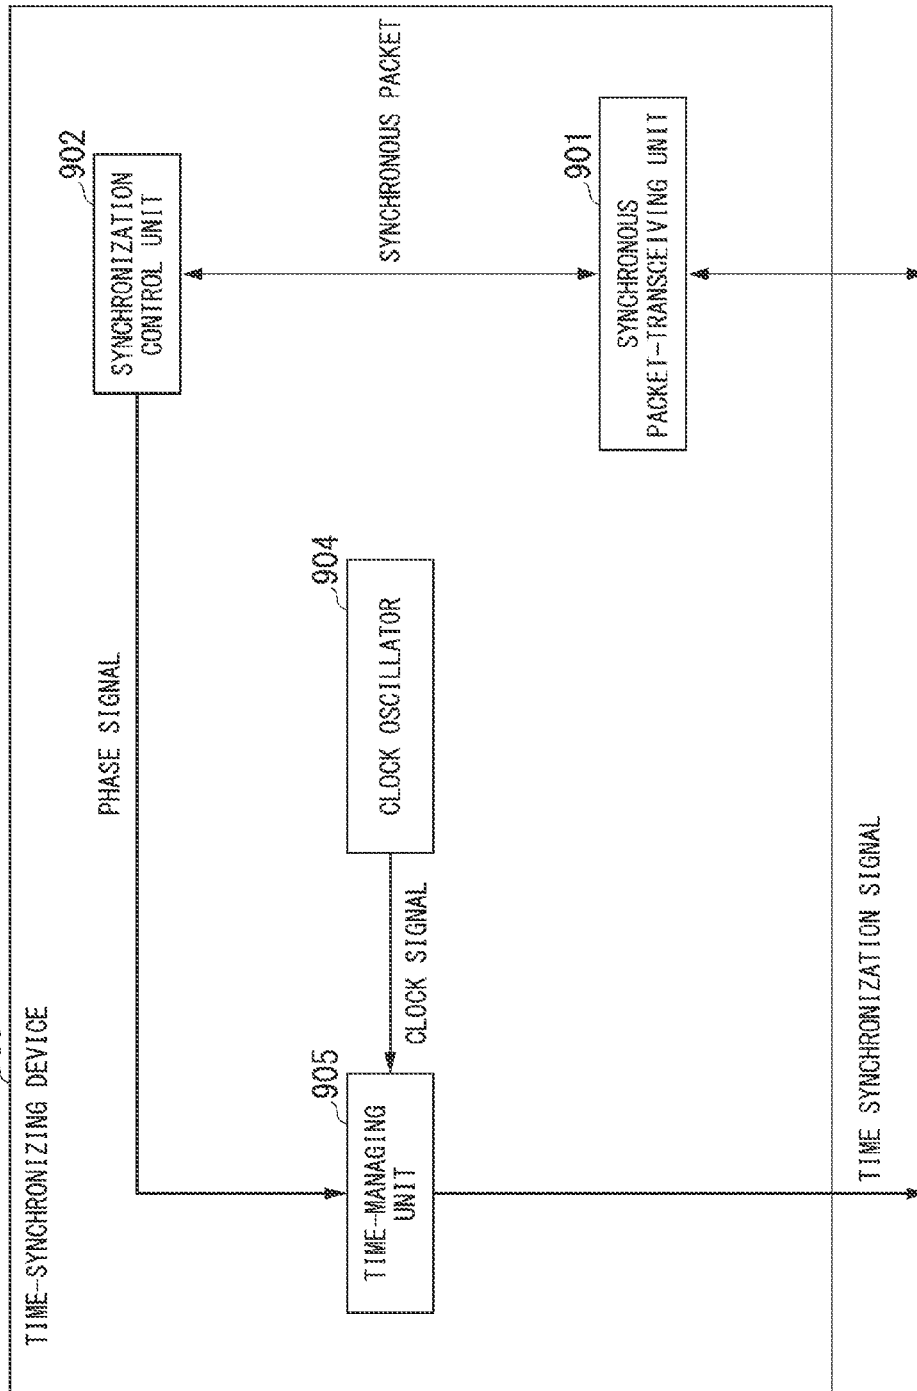 TIME-SYNCHRONIZING DEVICE
902
SYNCHRONIZATION
CONTROL UNIT
PHASE SIGNAL
SYNCHRONOUS PACKET
904
CLOCK OSCILLATOR
CLOCK SIGNAL
905
TIME-MANAGING
UNIT
901
SYNCHRONOUS
PACKET-TRANSCEIVING UNIT
TIME SYNCHRONIZATION SIGNAL